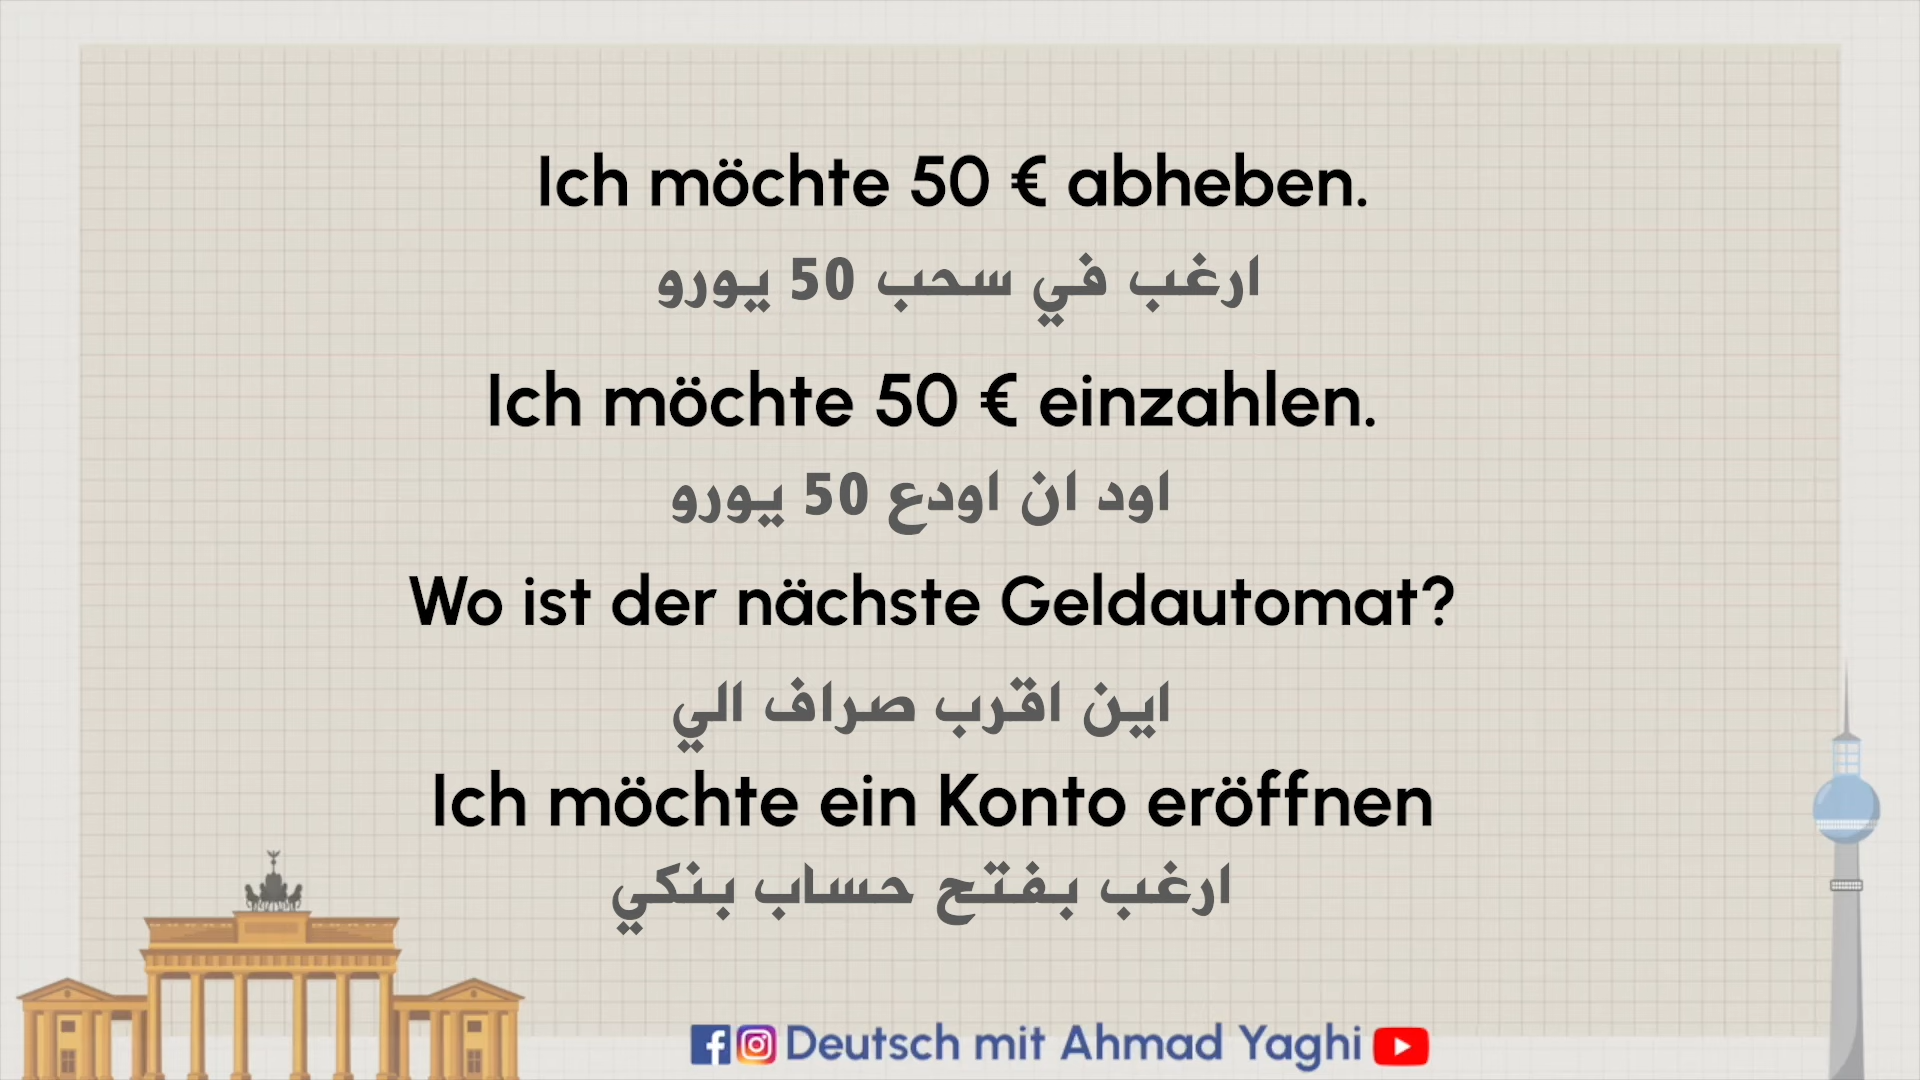 Ich möchte 50 € abheben.
ارغب في سحب 50 يورو
Ich möchte 50 € einzahlen.
اود ان اودع 50 يورو
Wo ist der nächste Geldautomat?
اين اقرب صراف الي
Ich möchte ein Konto eröffnen
ارغب بفتح حساب بنكي
Deutsch mit Ahmad Yaghi